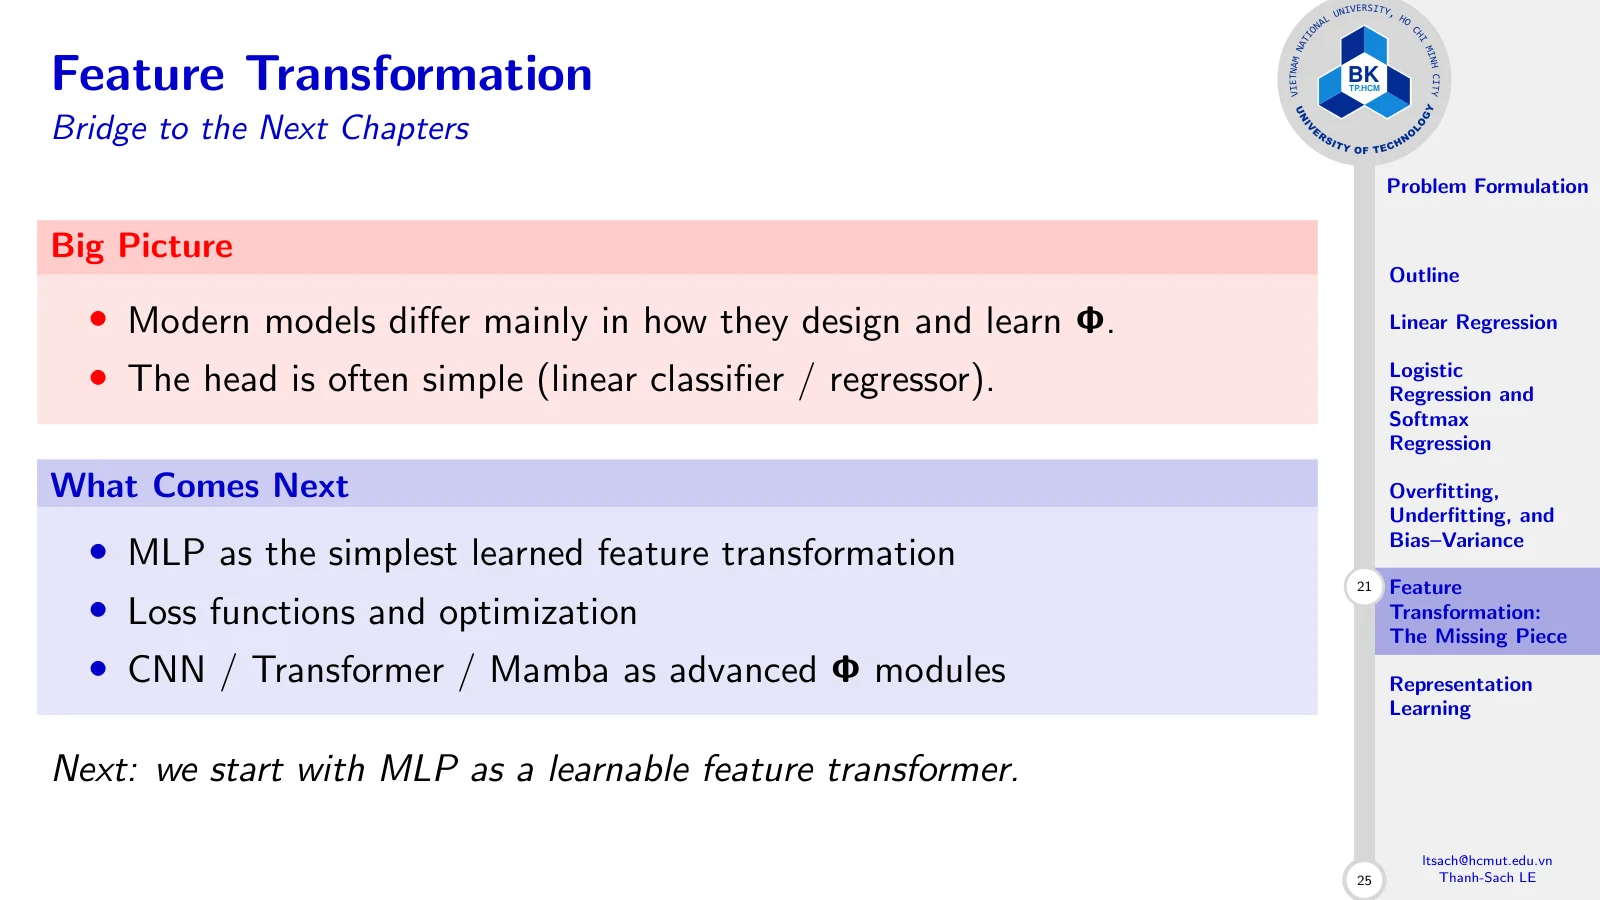 Feature Transformation
Bridge to the Next Chapters
Big Picture
• Modern models differ mainly in how they design and learn Φ.
• The head is often simple (linear classifier / regressor).
What Comes Next
• MLP as the simplest learned feature transformation
• Loss functions and optimization
• CNN / Transformer / Mamba as advanced Φ modules
Next: we start with MLP as a learnable feature transformer.
VIETNAM NATIONAL UNIVERSITY, HO CHI MINH CITY
BK
TP.HCM
UNIVERSITY OF TECHNOLOGY
Problem Formulation
Outline
Linear Regression
Logistic
Regression and
Softmax
Regression
Overfitting,
Underfitting, and
Bias–Variance
21
Feature
Transformation:
The Missing Piece
Representation
Learning
ltsach@hcmut.edu.vn
Thanh-Sach LE
25